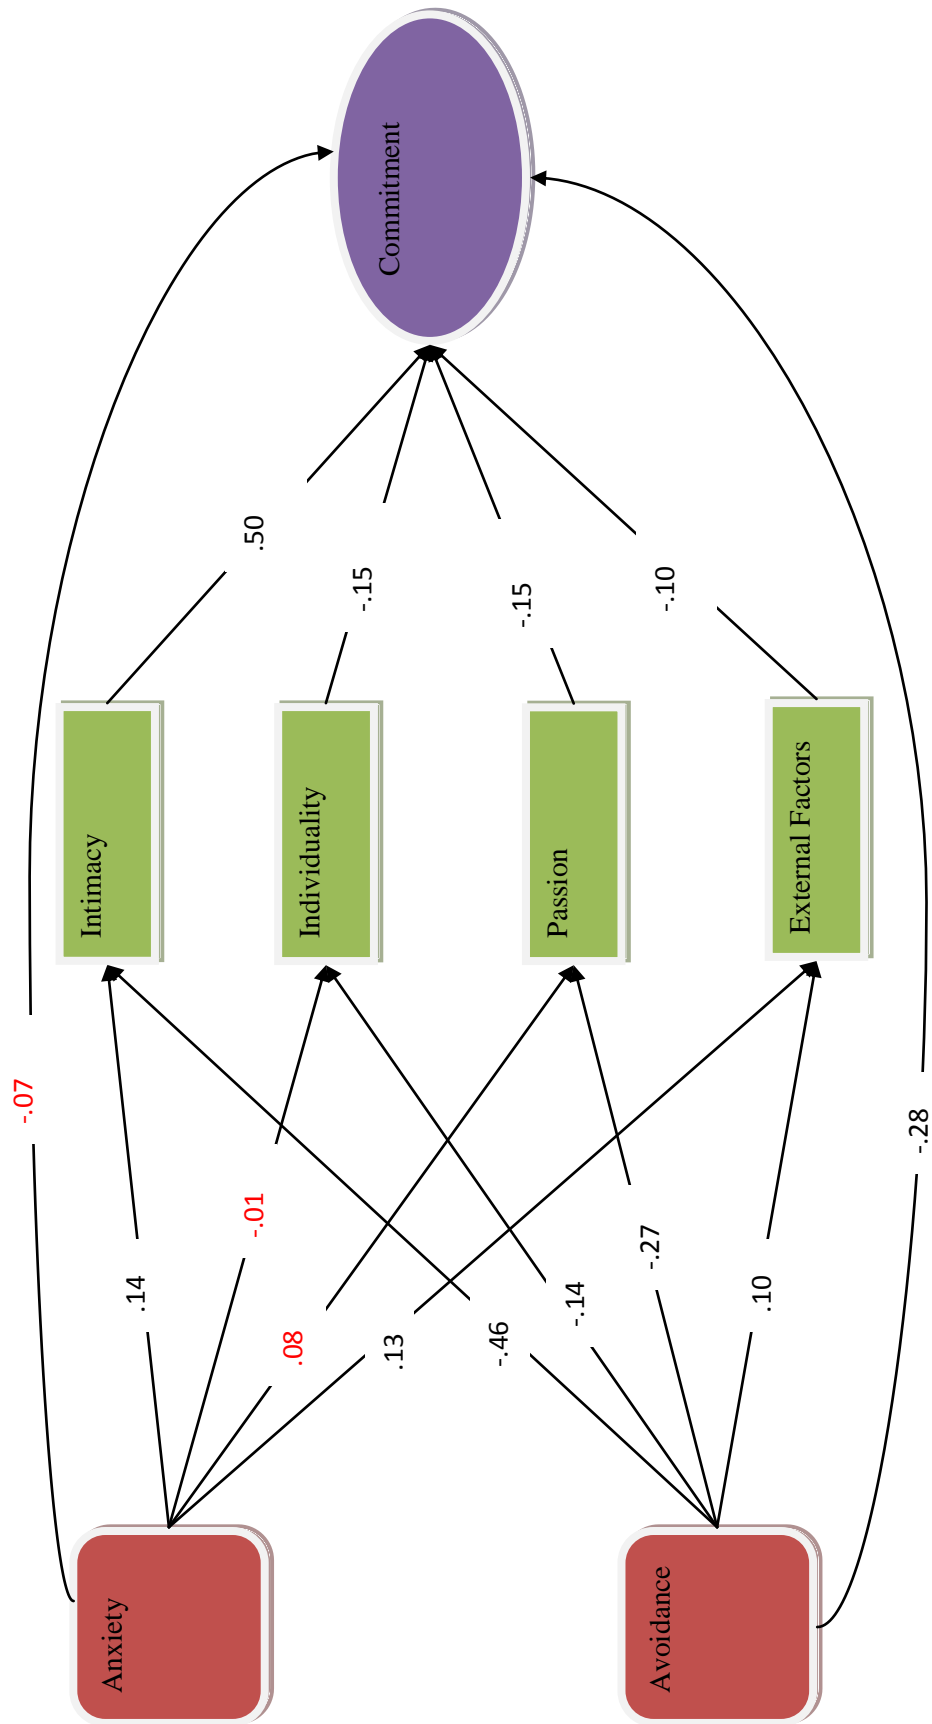 Anxiety
Avoidance
-.07
.14
-.01
.08
.13
-.46
-.14
-.27
.10
-.28
Intimacy
Individuality
Passion
External Factors
.50
-.15
-.15
-.10
Commitment